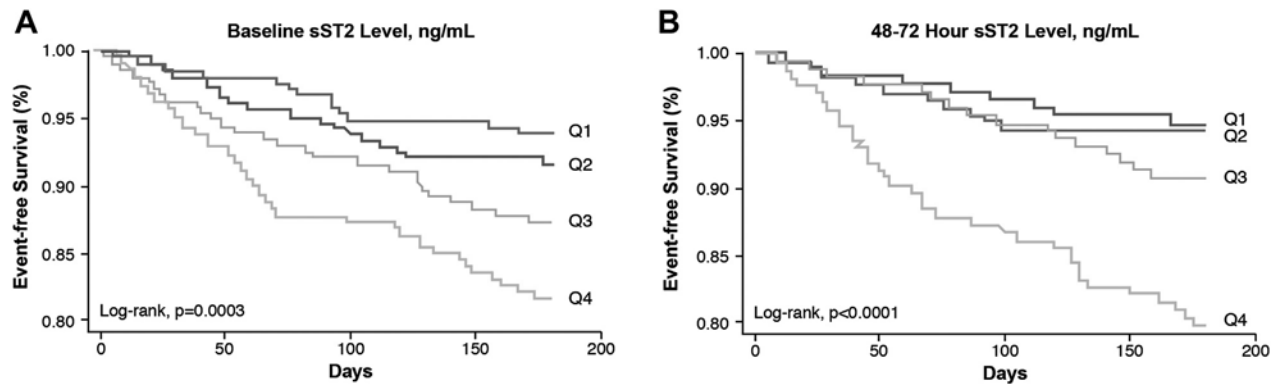 A
Baseline sST2 Level, ng/mL
Event-free Survival (%)
1.00
0.95
0.90
0.85
0.80
Q1
Q2
Q3
Q4
Log-rank, p=0.0003
0 50 100 150 200
Days
B
48-72 Hour sST2 Level, ng/mL
Event-free Survival (%)
1.00
0.95
0.90
0.85
0.80
Q1
Q2
Q3
Q4
Log-rank, p<0.0001
0 50 100 150 200
Days